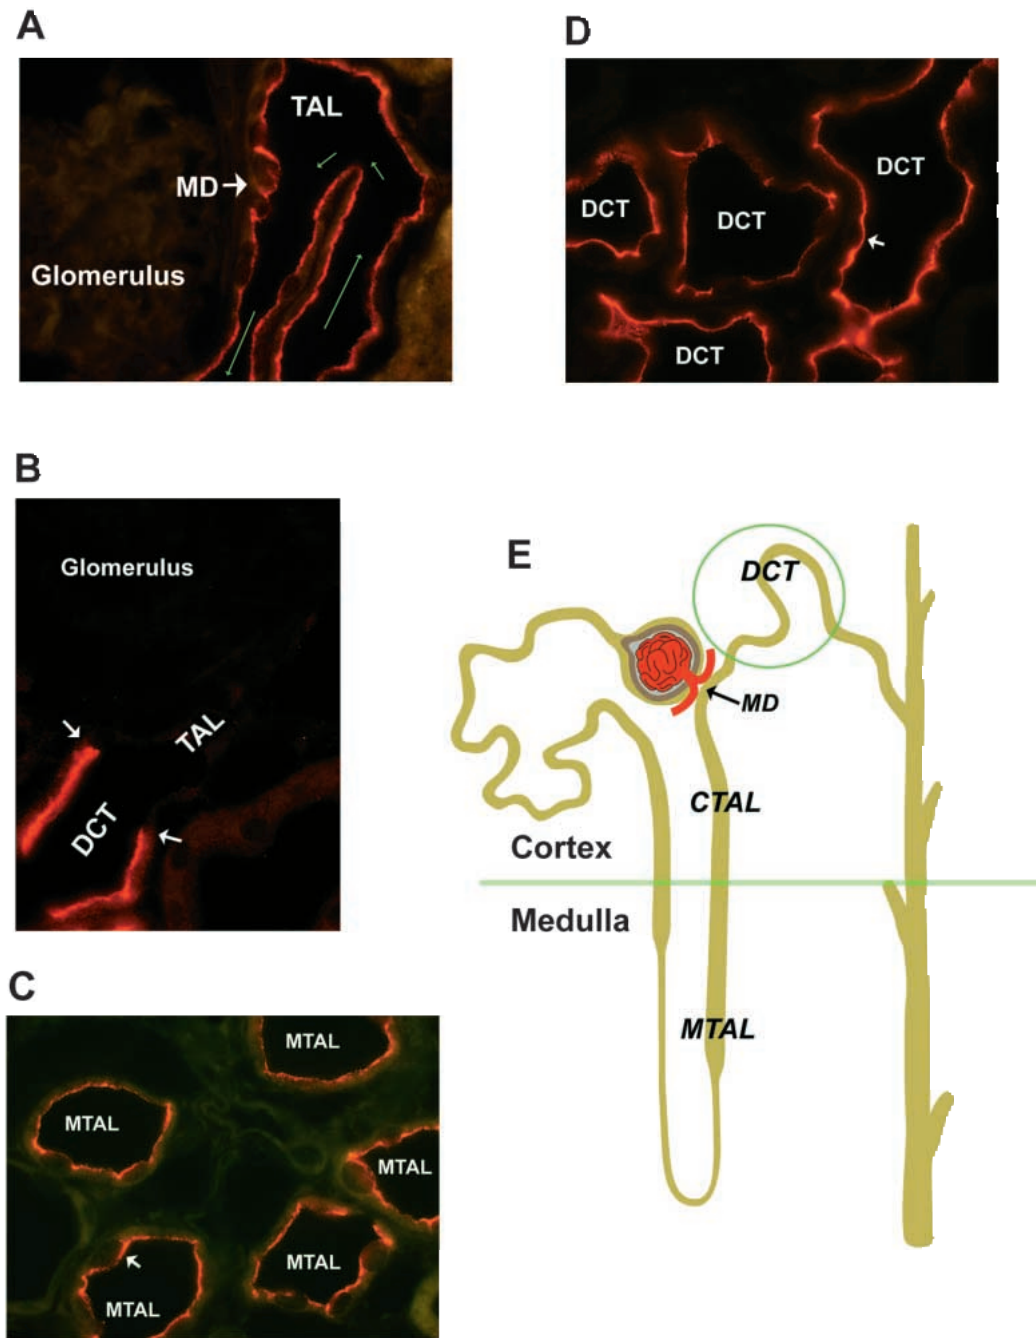 A
TAL
MD
Glomerulus
B
Glomerulus
TAL
DCT
C
MTAL
MTAL
MTAL
MTAL
MTAL
D
DCT
DCT
DCT
DCT
E
DCT
MD
CTAL
Cortex
Medulla
MTAL